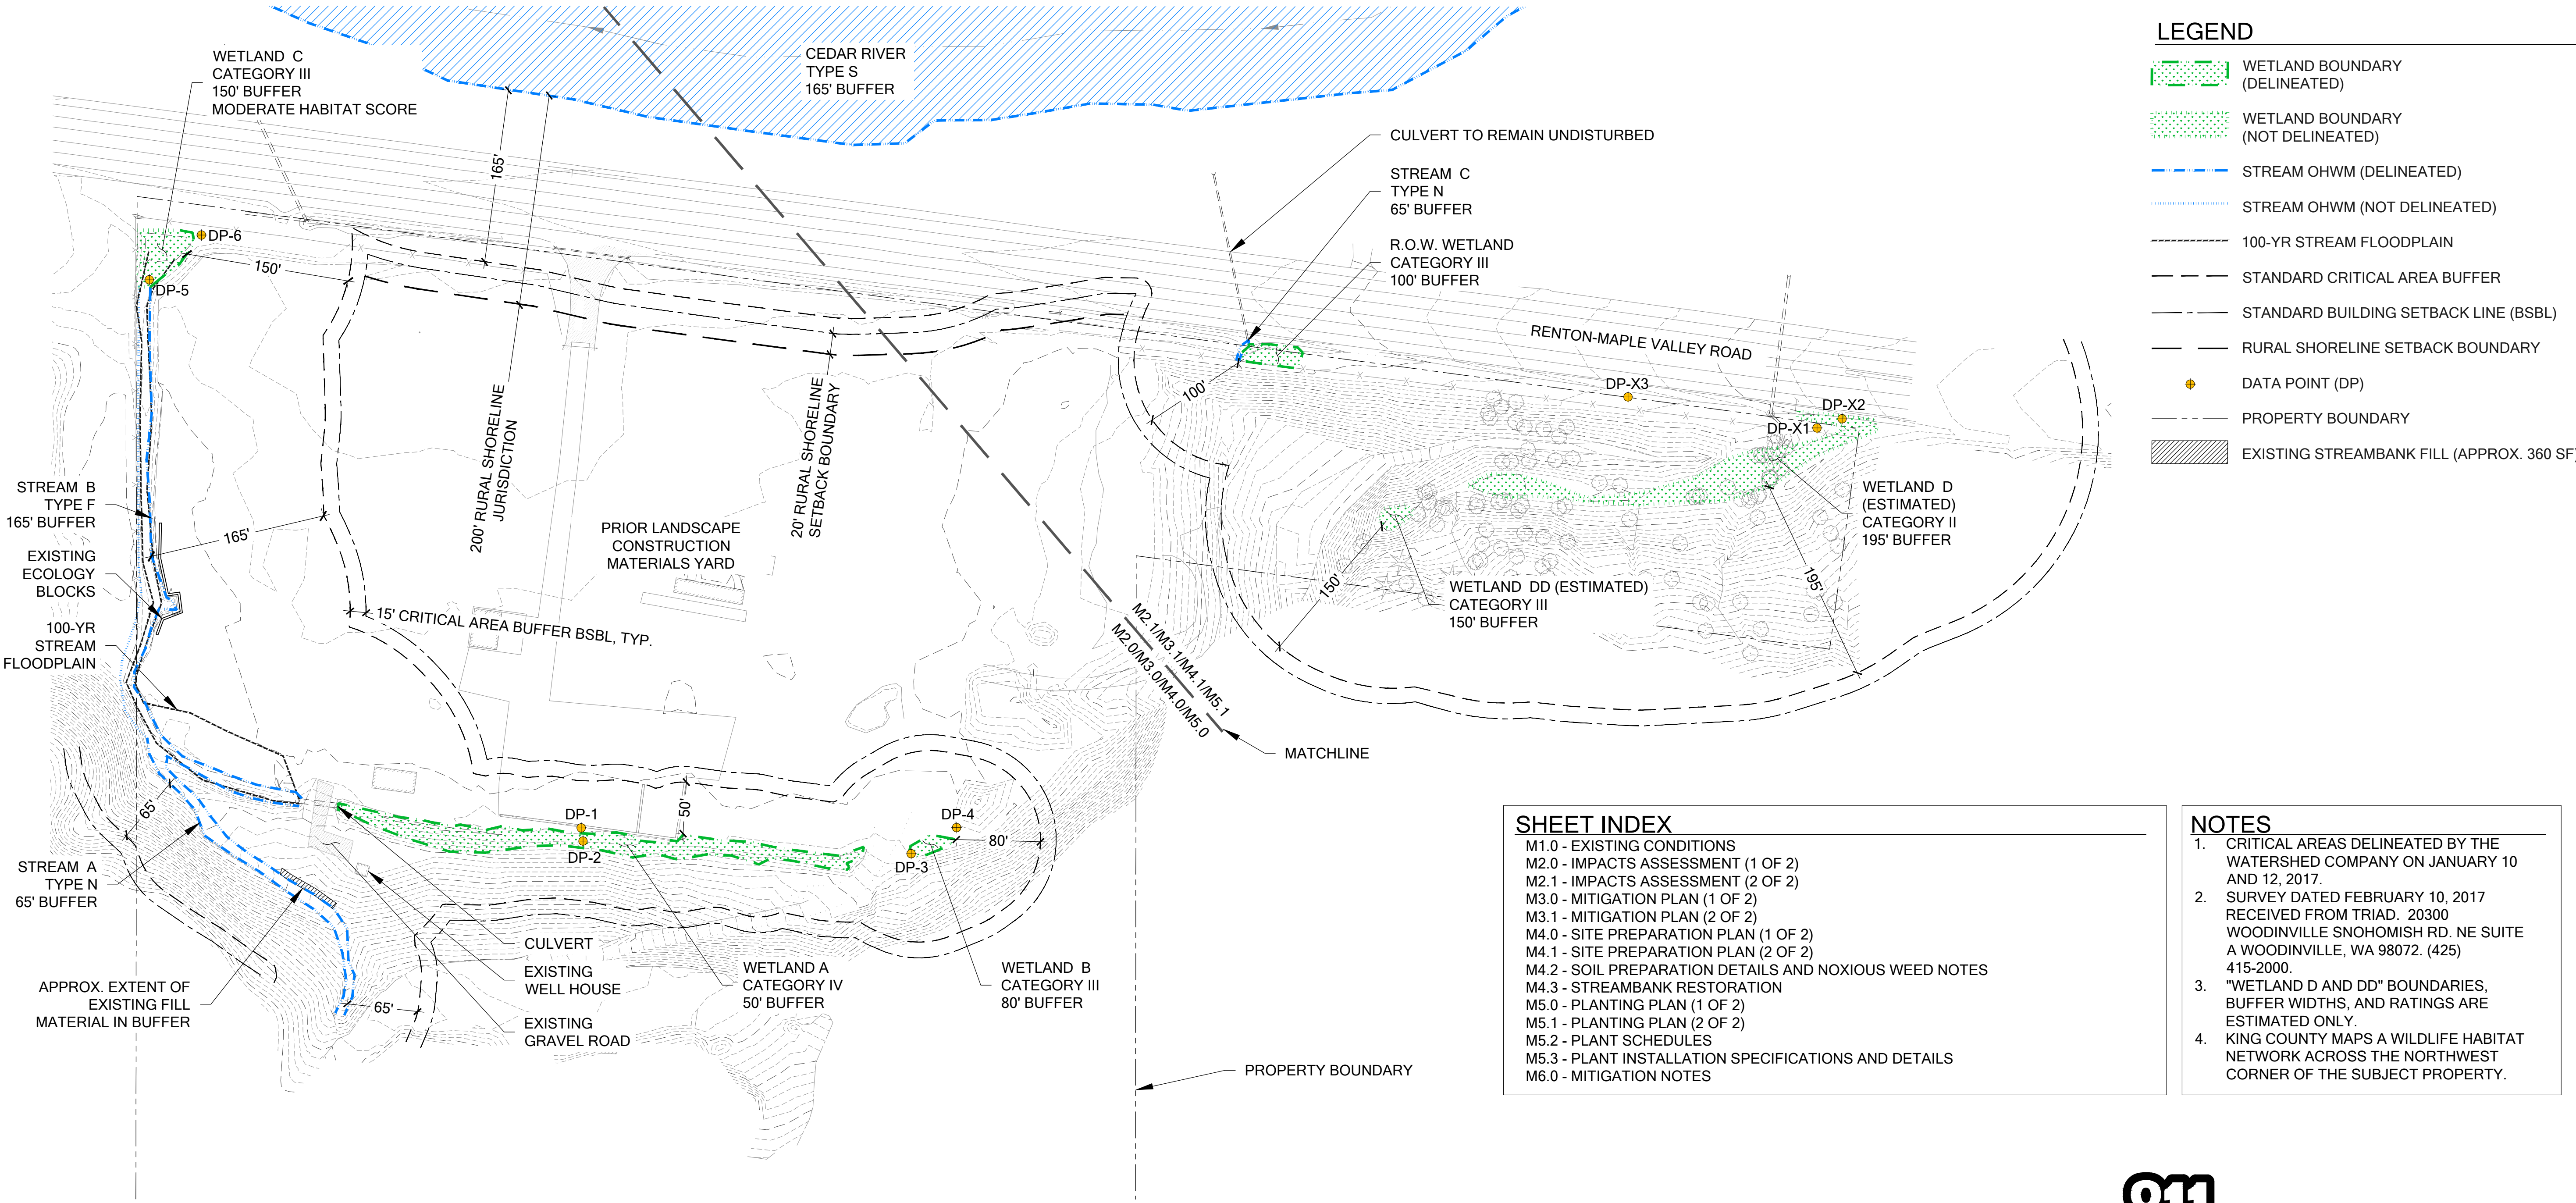 WETLAND C
CATEGORY III
150' BUFFER
MODERATE HABITAT SCORE
CEDAR RIVER
TYPE S
165' BUFFER
165'
CULVERT TO REMAIN UNDISTURBED
STREAM C
TYPE N
65' BUFFER
R.O.W. WETLAND
CATEGORY III
100' BUFFER
DP-6
150'
DP-5
RENTON-MAPLE VALLEY ROAD
100'
DP-X3
DP-X2
DP-X1
200' RURAL SHORELINE
JURISDICTION
20' RURAL SHORELINE
SETBACK BOUNDARY
STREAM B
TYPE F
165' BUFFER
165'
EXISTING
ECOLOGY
BLOCKS
100-YR
STREAM
FLOODPLAIN
PRIOR LANDSCAPE
CONSTRUCTION
MATERIALS YARD
15' CRITICAL AREA BUFFER BSBL, TYP.
WETLAND D
(ESTIMATED)
CATEGORY II
195' BUFFER
195'
150'
WETLAND DD (ESTIMATED)
CATEGORY III
150' BUFFER
M2.1/M3.1/M4.1/M5.1
M2.0/M3.0/M4.0/M5.0
MATCHLINE
65'
DP-1
50'
DP-2
DP-4
80'
DP-3
STREAM A
TYPE N
65' BUFFER
APPROX. EXTENT OF
EXISTING FILL
MATERIAL IN BUFFER
65'
CULVERT
EXISTING
WELL HOUSE
EXISTING
GRAVEL ROAD
WETLAND A
CATEGORY IV
50' BUFFER
WETLAND B
CATEGORY III
80' BUFFER
PROPERTY BOUNDARY
LEGEND
WETLAND BOUNDARY
(DELINEATED)
WETLAND BOUNDARY
(NOT DELINEATED)
STREAM OHWM (DELINEATED)
STREAM OHWM (NOT DELINEATED)
100-YR STREAM FLOODPLAIN
STANDARD CRITICAL AREA BUFFER
STANDARD BUILDING SETBACK LINE (BSBL)
RURAL SHORELINE SETBACK BOUNDARY
DATA POINT (DP)
PROPERTY BOUNDARY
EXISTING STREAMBANK FILL (APPROX. 360 SF)
SHEET INDEX
M1.0 - EXISTING CONDITIONS
M2.0 - IMPACTS ASSESSMENT (1 OF 2)
M2.1 - IMPACTS ASSESSMENT (2 OF 2)
M3.0 - MITIGATION PLAN (1 OF 2)
M3.1 - MITIGATION PLAN (2 OF 2)
M4.0 - SITE PREPARATION PLAN (1 OF 2)
M4.1 - SITE PREPARATION PLAN (2 OF 2)
M4.2 - SOIL PREPARATION DETAILS AND NOXIOUS WEED NOTES
M4.3 - STREAMBANK RESTORATION
M5.0 - PLANTING PLAN (1 OF 2)
M5.1 - PLANTING PLAN (2 OF 2)
M5.2 - PLANT SCHEDULES
M5.3 - PLANT INSTALLATION SPECIFICATIONS AND DETAILS
M6.0 - MITIGATION NOTES
NOTES
1. CRITICAL AREAS DELINEATED BY THE
WATERSHED COMPANY ON JANUARY 10
AND 12, 2017.
2. SURVEY DATED FEBRUARY 10, 2017
RECEIVED FROM TRIAD. 20300
WOODINVILLE SNOHOMISH RD. NE SUITE
A WOODINVILLE, WA 98072. (425)
415-2000.
3. "WETLAND D AND DD" BOUNDARIES,
BUFFER WIDTHS, AND RATINGS ARE
ESTIMATED ONLY.
4. KING COUNTY MAPS A WILDLIFE HABITAT
NETWORK ACROSS THE NORTHWEST
CORNER OF THE SUBJECT PROPERTY.